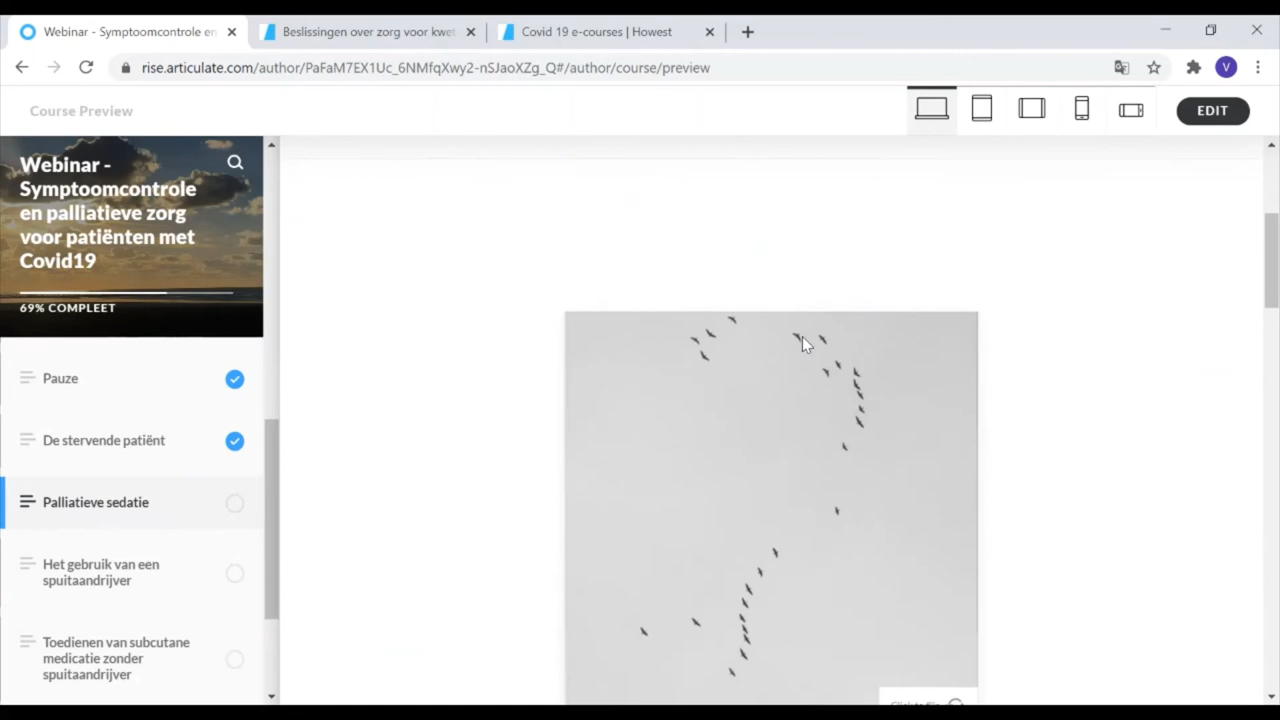 Webinar - Symptoomcontrole en
Beslissingen over zorg voor kwet
Covid 19 e-courses | Howest
rise.articulate.com/author/PaFaM7EX1Uc_6NMfqXwy2-nSJaoXZg_Q#/author/course/preview
V
Course Preview
EDIT
Webinar -
Symptoomcontrole
en palliatieve zorg
voor patiënten met
Covid19
69% COMPLEET
Pauze
De stervende patiënt
Palliatieve sedatie
Het gebruik van een
spuitaandrijver
Toedienen van subcutane
medicatie zonder
spuitaandrijver